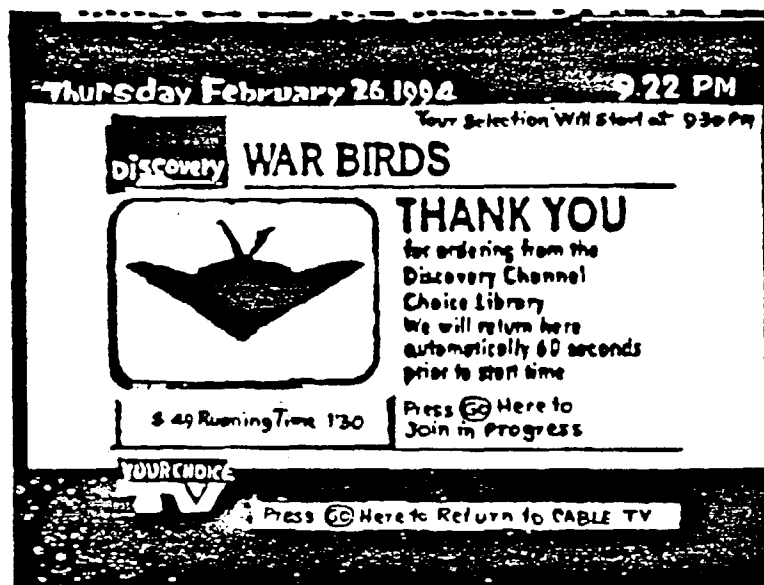 Thursday February 26, 1994 9.22 PM
Your Selection Will Start at 9:30 PM
Discovery WAR BIRDS
THANK YOU
for ordering from the
Discovery Channel
Choice Library
We will return here
automatically 60 seconds
prior to start time
$ .49 Running Time 1'30
Press GO Here to
Join in Progress
YOUR CHOICE
TV
Press GO Here to Return to CABLE TV